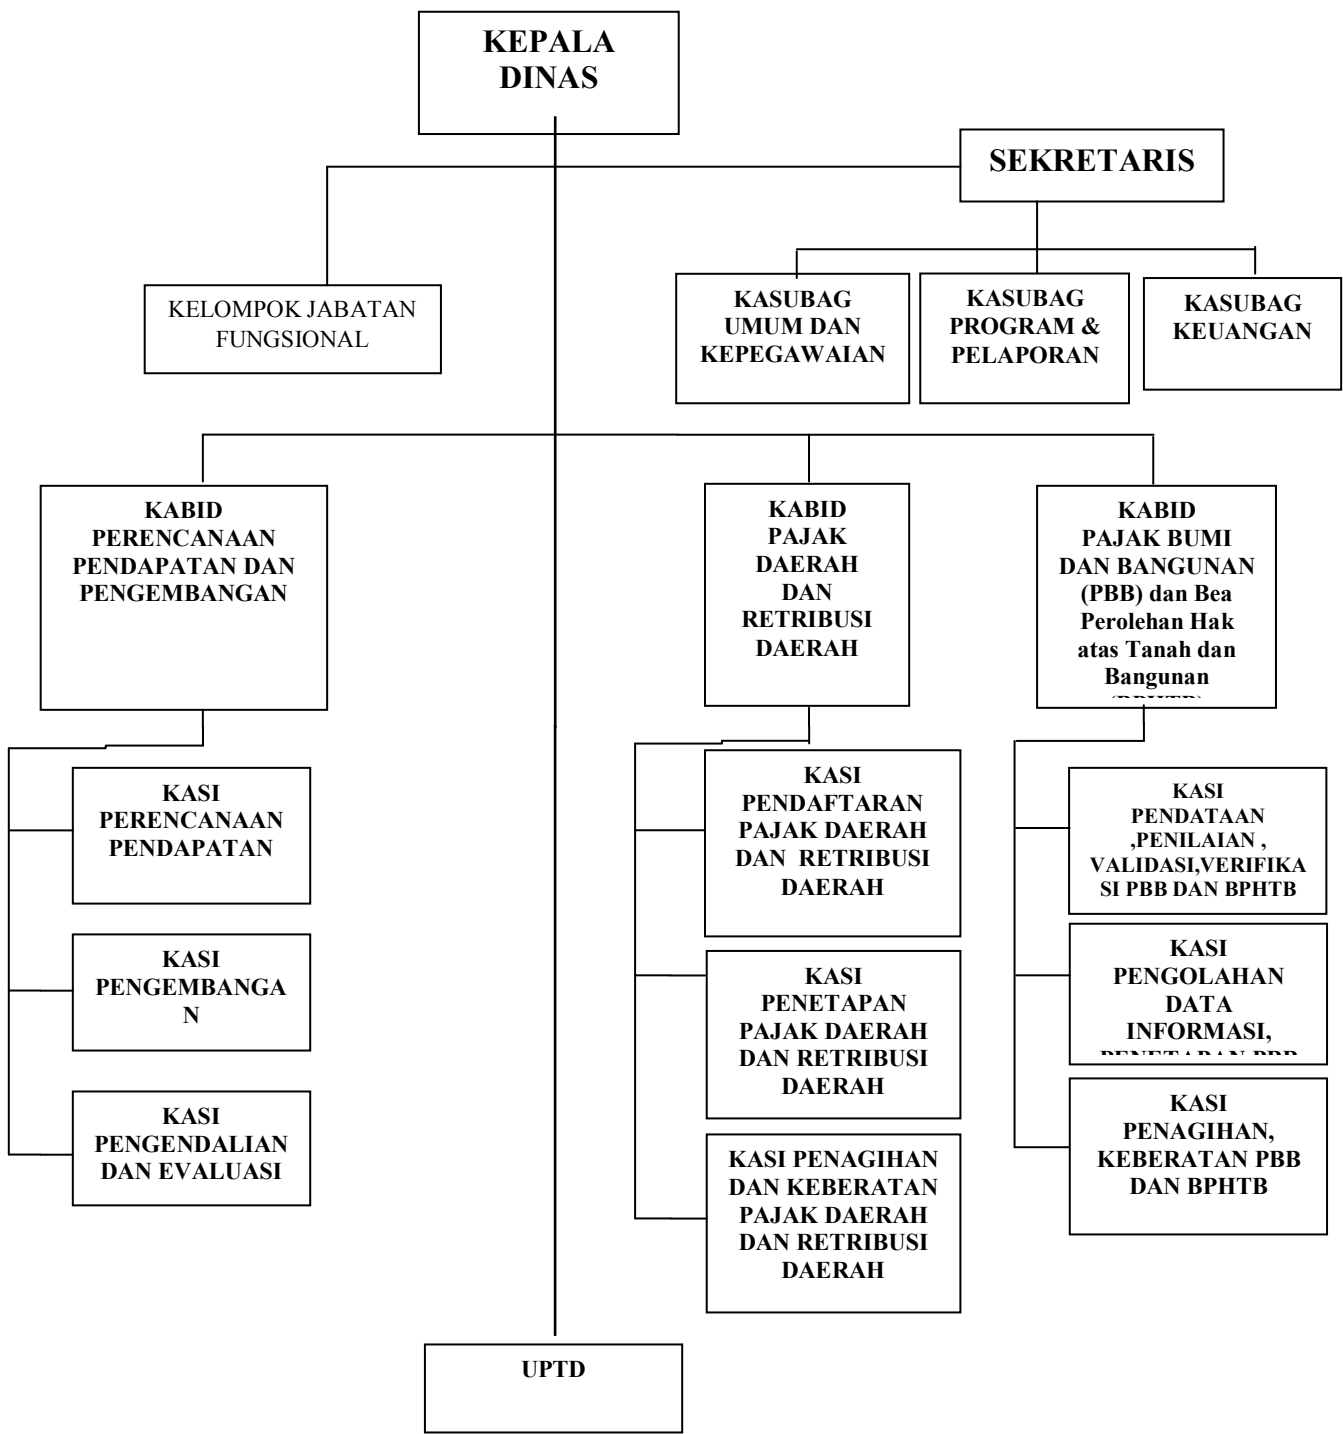 KEPALA
DINAS
SEKRETARIS
KELOMPOK JABATAN
FUNGSIONAL
KASUBAG
UMUM DAN
KEPEGAWAIAN
KASUBAG
PROGRAM &
PELAPORAN
KASUBAG
KEUANGAN
KABID
PERENCANAAN
PENDAPATAN DAN
PENGEMBANGAN
KABID
PAJAK
DAERAH
DAN
RETRIBUSI
DAERAH
KABID
PAJAK BUMI
DAN BANGUNAN
(PBB) dan Bea
Perolehan Hak
atas Tanah dan
Bangunan
KASI
PERENCANAAN
PENDAPATAN
KASI
PENGEMBANGA
N
KASI
PENGENDALIAN
DAN EVALUASI
KASI
PENDAFTARAN
PAJAK DAERAH
DAN RETRIBUSI
DAERAH
KASI
PENETAPAN
PAJAK DAERAH
DAN RETRIBUSI
DAERAH
KASI PENAGIHAN
DAN KEBERATAN
PAJAK DAERAH
DAN RETRIBUSI
DAERAH
KASI
PENDATAAN
,PENILAIAN ,
VALIDASI,VERIFIKA
SI PBB DAN BPHTB
KASI
PENGOLAHAN
DATA
INFORMASI,
KASI
PENAGIHAN,
KEBERATAN PBB
DAN BPHTB
UPTD